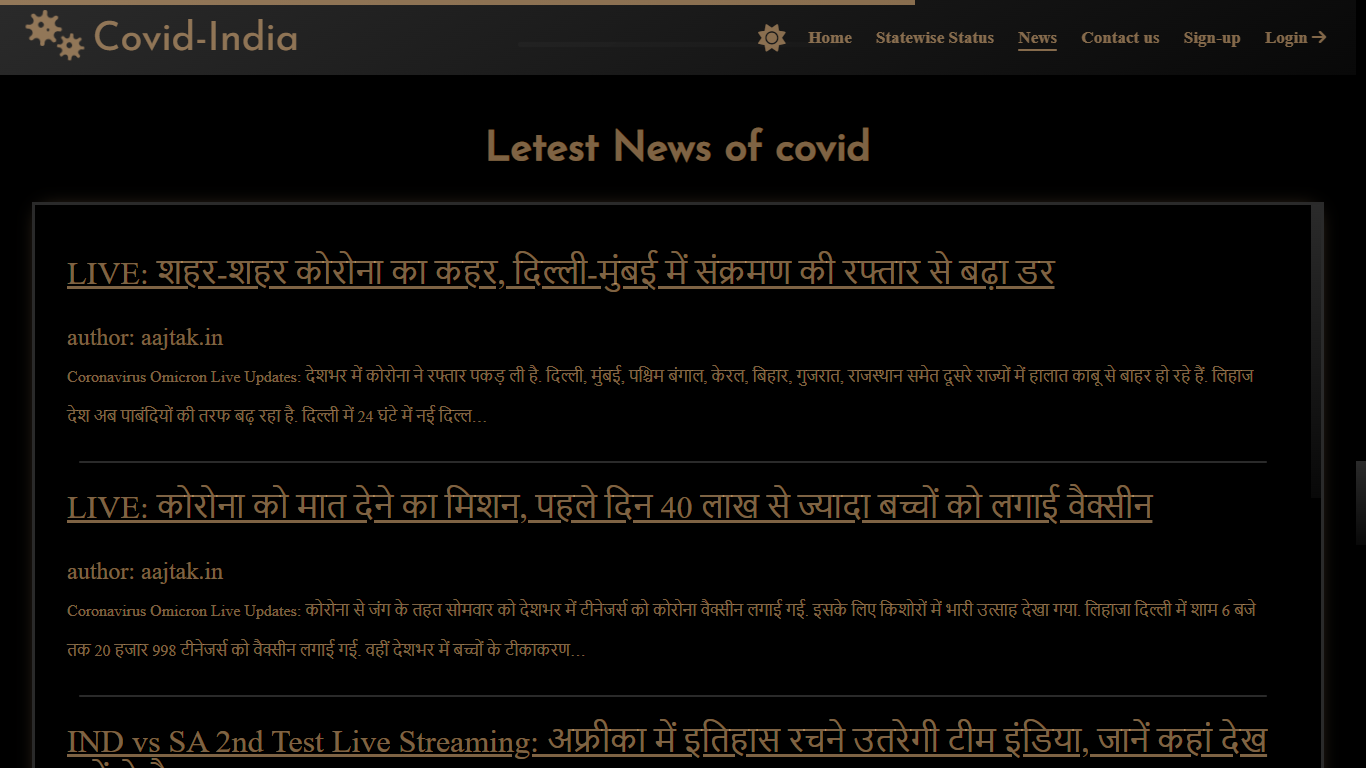 Covid-India
Home Statewise Status News Contact us Sign-up Login
Letest News of covid
LIVE: शहर-शहर कोरोना का कहर, दिल्ली-मुंबई में संक्रमण की रफ्तार से बढ़ा डर
author: aajtak.in
Coronavirus Omicron Live Updates: देशभर में कोरोना ने रफ्तार पकड़ ली है. दिल्ली, मुंबई, पश्चिम बंगाल, केरल, बिहार, गुजरात, राजस्थान समेत दूसरे राज्यों में हालात काबू से बाहर हो रहे हैं. लिहाज
देश अब पाबंदियों की तरफ बढ़ रहा है. दिल्ली में 24 घंटे में नई दिल्ल…
LIVE: कोरोना को मात देने का मिशन, पहले दिन 40 लाख से ज्यादा बच्चों को लगाई वैक्सीन
author: aajtak.in
Coronavirus Omicron Live Updates: कोरोना से जंग के तहत सोमवार को देशभर में टीनेजर्स को कोरोना वैक्सीन लगाई गई. इसके लिए किशोरों में भारी उत्साह देखा गया. लिहाजा दिल्ली में शाम 6 बजे
तक 20 हजार 998 टीनेजर्स को वैक्सीन लगाई गई. वहीं देशभर में बच्चों के टीकाकरण…
IND vs SA 2nd Test Live Streaming: अफ्रीका में इतिहास रचने उतरेगी टीम इंडिया, जानें कहां देख